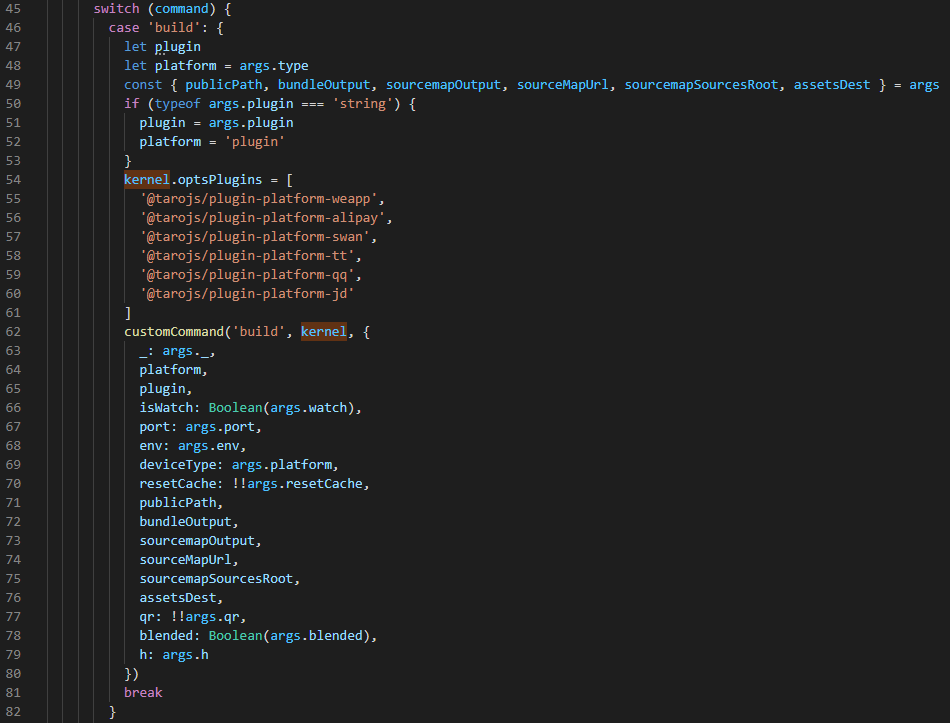 45 switch (command) {
46 case 'build': {
47 let plugin
48 let platform = args.type
49 const { publicPath, bundleOutput, sourcemapOutput, sourceMapUrl, sourcemapSourcesRoot, assetsDest } = args
50 if (typeof args.plugin === 'string') {
51 plugin = args.plugin
52 platform = 'plugin'
53 }
54 kernel.optsPlugins = [
55 '@tarojs/plugin-platform-weapp',
56 '@tarojs/plugin-platform-alipay',
57 '@tarojs/plugin-platform-swan',
58 '@tarojs/plugin-platform-tt',
59 '@tarojs/plugin-platform-qq',
60 '@tarojs/plugin-platform-jd'
61 ]
62 customCommand('build', kernel, {
63 _: args._,
64 platform,
65 plugin,
66 isWatch: Boolean(args.watch),
67 port: args.port,
68 env: args.env,
69 deviceType: args.platform,
70 resetCache: !!args.resetCache,
71 publicPath,
72 bundleOutput,
73 sourcemapOutput,
74 sourceMapUrl,
75 sourcemapSourcesRoot,
76 assetsDest,
77 qr: !!args.qr,
78 blended: Boolean(args.blended),
79 h: args.h
80 })
81 break
82 }